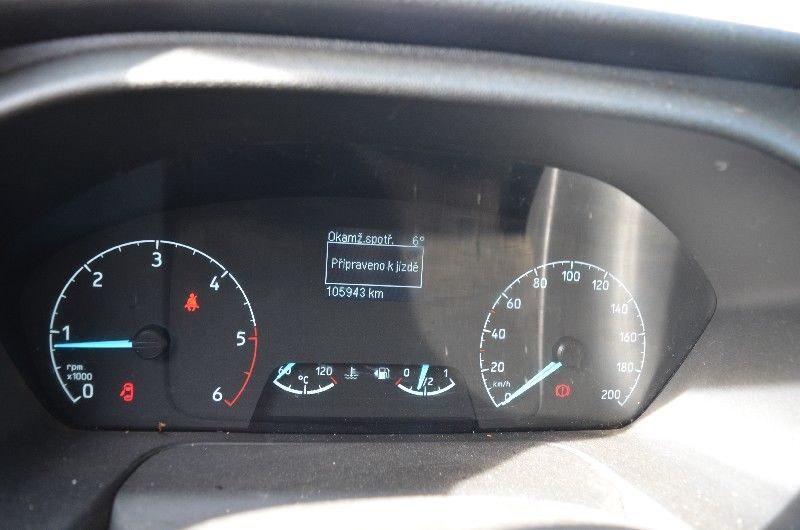 Okamž.spotř. 6°
Připraveno k jízdě
105943 km
0 1 2 3 4 5 6
rpm
x1000
60 120
°C
0 1/2 1
0 20 40 60 80 100 120 140 160 180 200
km/h